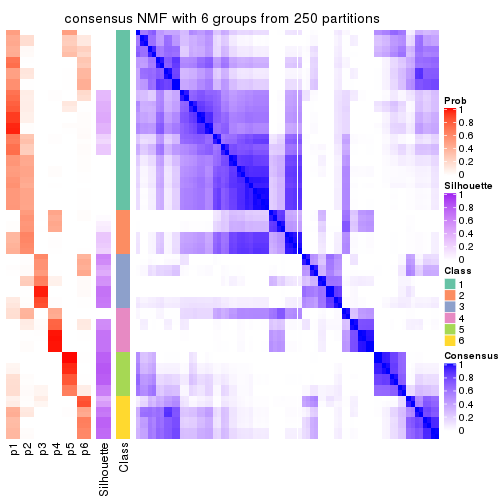 consensus NMF with 6 groups from 250 partitions
Prob
1
0.8
0.6
0.4
0.2
0
Silhouette
1
0.8
0.6
0.4
0.2
0
Class
1
2
3
4
5
6
Consensus
1
0.8
0.6
0.4
0.2
0
p1
p2
p3
p4
p5
p6
Silhouette
Class